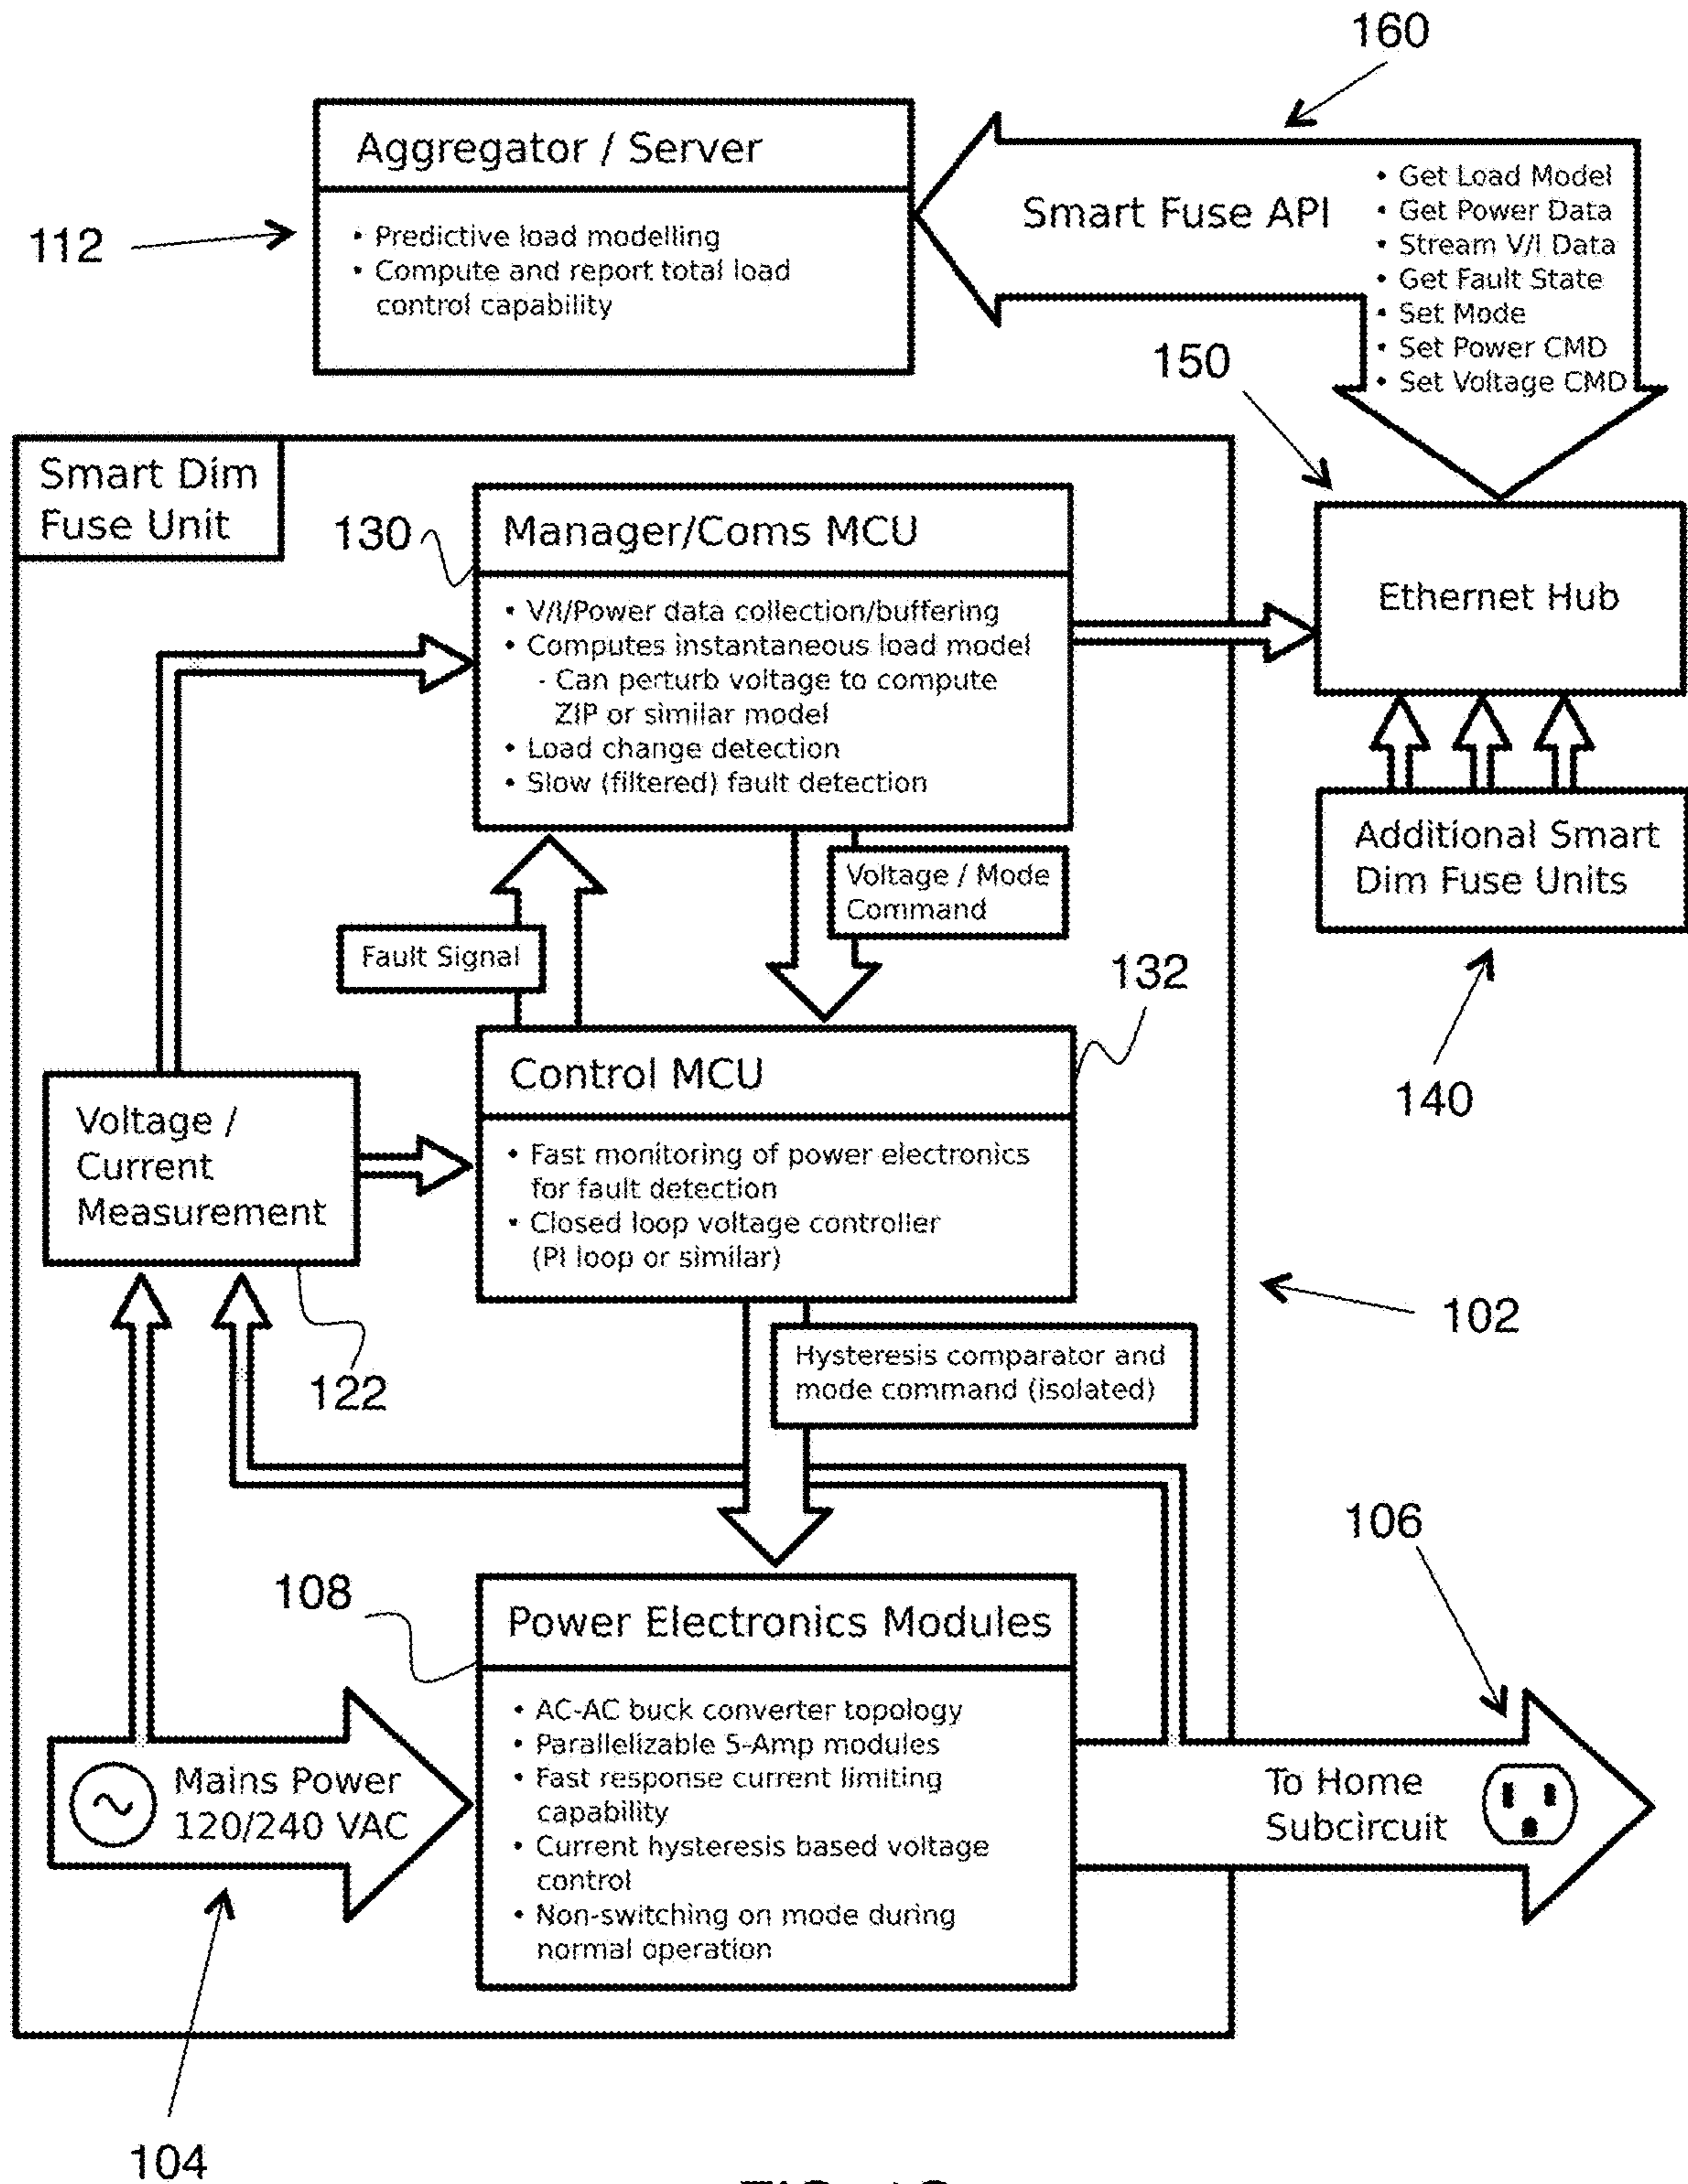 160
Aggregator / Server
• Predictive load modelling
• Compute and report total load
control capability
112
Smart Fuse API
• Get Load Model
• Get Power Data
• Stream V/I Data
• Get Fault State
• Set Mode
• Set Power CMD
• Set Voltage CMD
150
Smart Dim
Fuse Unit
130
Manager/Coms MCU
• V/I/Power data collection/buffering
• Computes instantaneous load model
- Can perturb voltage to compute
ZIP or similar model
• Load change detection
• Slow (filtered) fault detection
Ethernet Hub
Additional Smart
Dim Fuse Units
140
Voltage / Mode
Command
Fault Signal
132
Control MCU
• Fast monitoring of power electronics
for fault detection
• Closed loop voltage controller
(PI loop or similar)
Voltage /
Current
Measurement
122
102
Hysteresis comparator and
mode command (isolated)
106
108
Power Electronics Modules
• AC-AC buck converter topology
• Parallelizable 5-Amp modules
• Fast response current limiting
capability
• Current hysteresis based voltage
control
• Non-switching on mode during
normal operation
Mains Power
120/240 VAC
To Home
Subcircuit
104